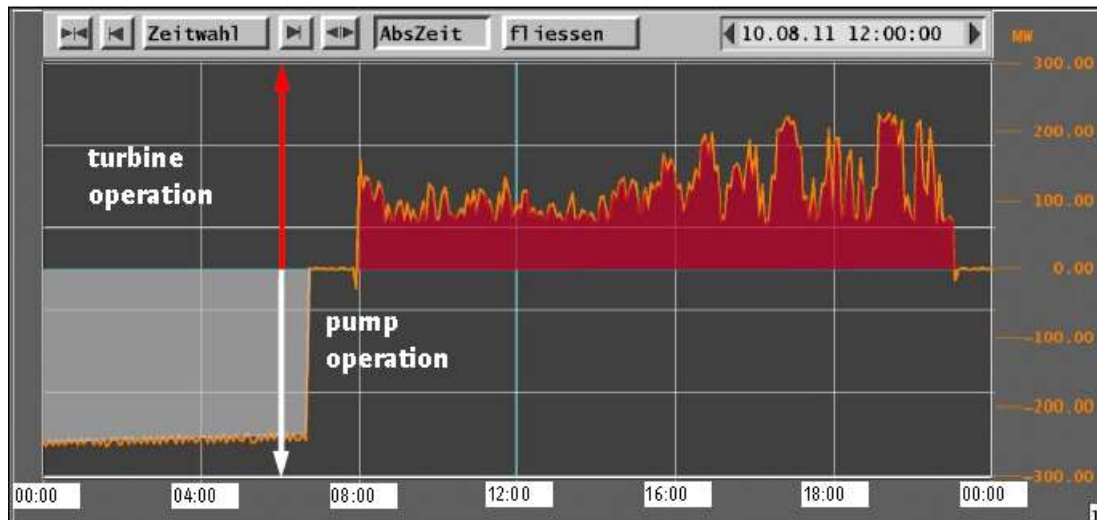 Zeitwahl AbsZeit fliessen 10.08.11 12:00:00 MW
300.00
turbine
operation
200.00
100.00
0.00
pump
operation
-100.00
-200.00
-300.00
00:00 04:00 08:00 12:00 16:00 18:00 00:00